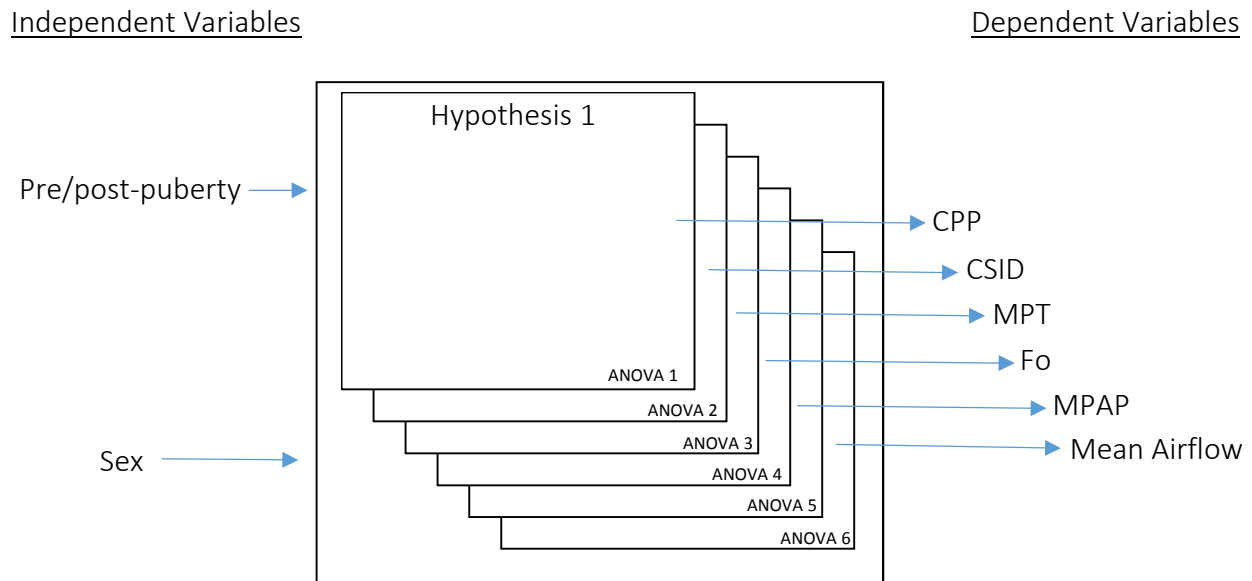 Independent Variables
Dependent Variables
Hypothesis 1
Pre/post-puberty
CPP
CSID
MPT
Fo
ANOVA 1
MPAP
ANOVA 2
ANOVA 3
Mean Airflow
Sex
ANOVA 4
ANOVA 5
ANOVA 6